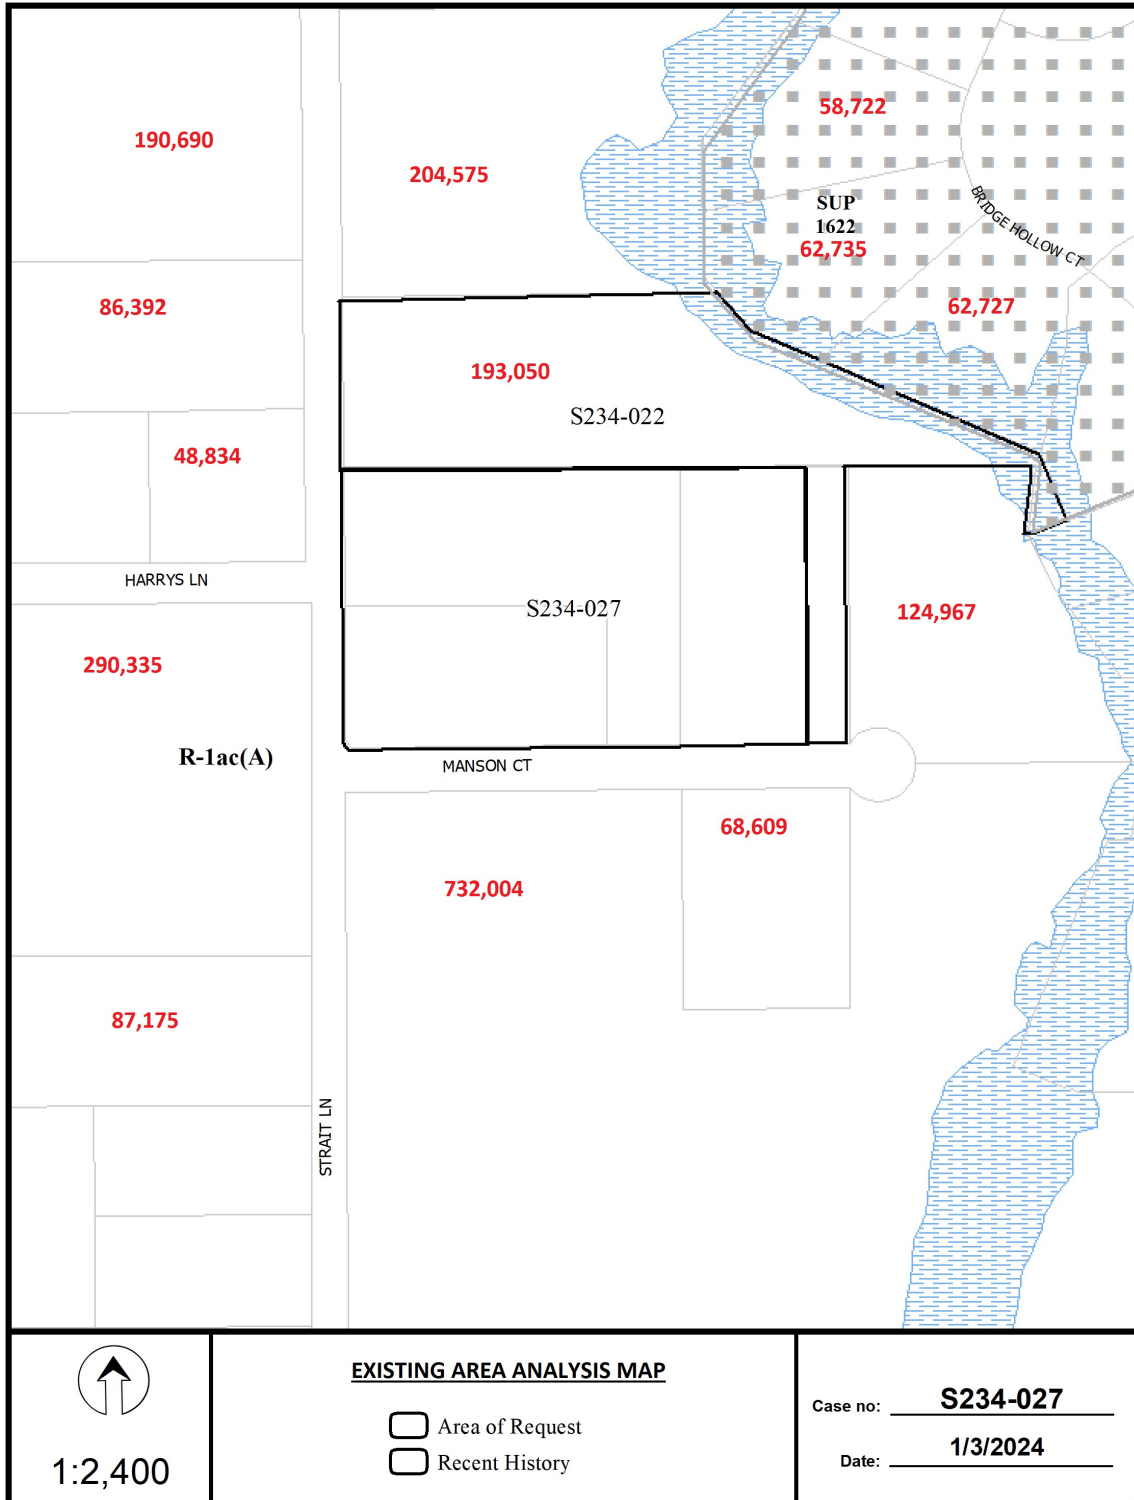 58,722
190,690
204,575
SUP
1622
62,735
BRIDGE HOLLOW CT
86,392
62,727
193,050
S234-022
48,834
HARRYS LN
S234-027
124,967
290,335
R-1ac(A)
MANSON CT
68,609
732,004
87,175
STRAIT LN
1:2,400
EXISTING AREA ANALYSIS MAP
Area of Request
Recent History
Case no: S234-027
Date: 1/3/2024